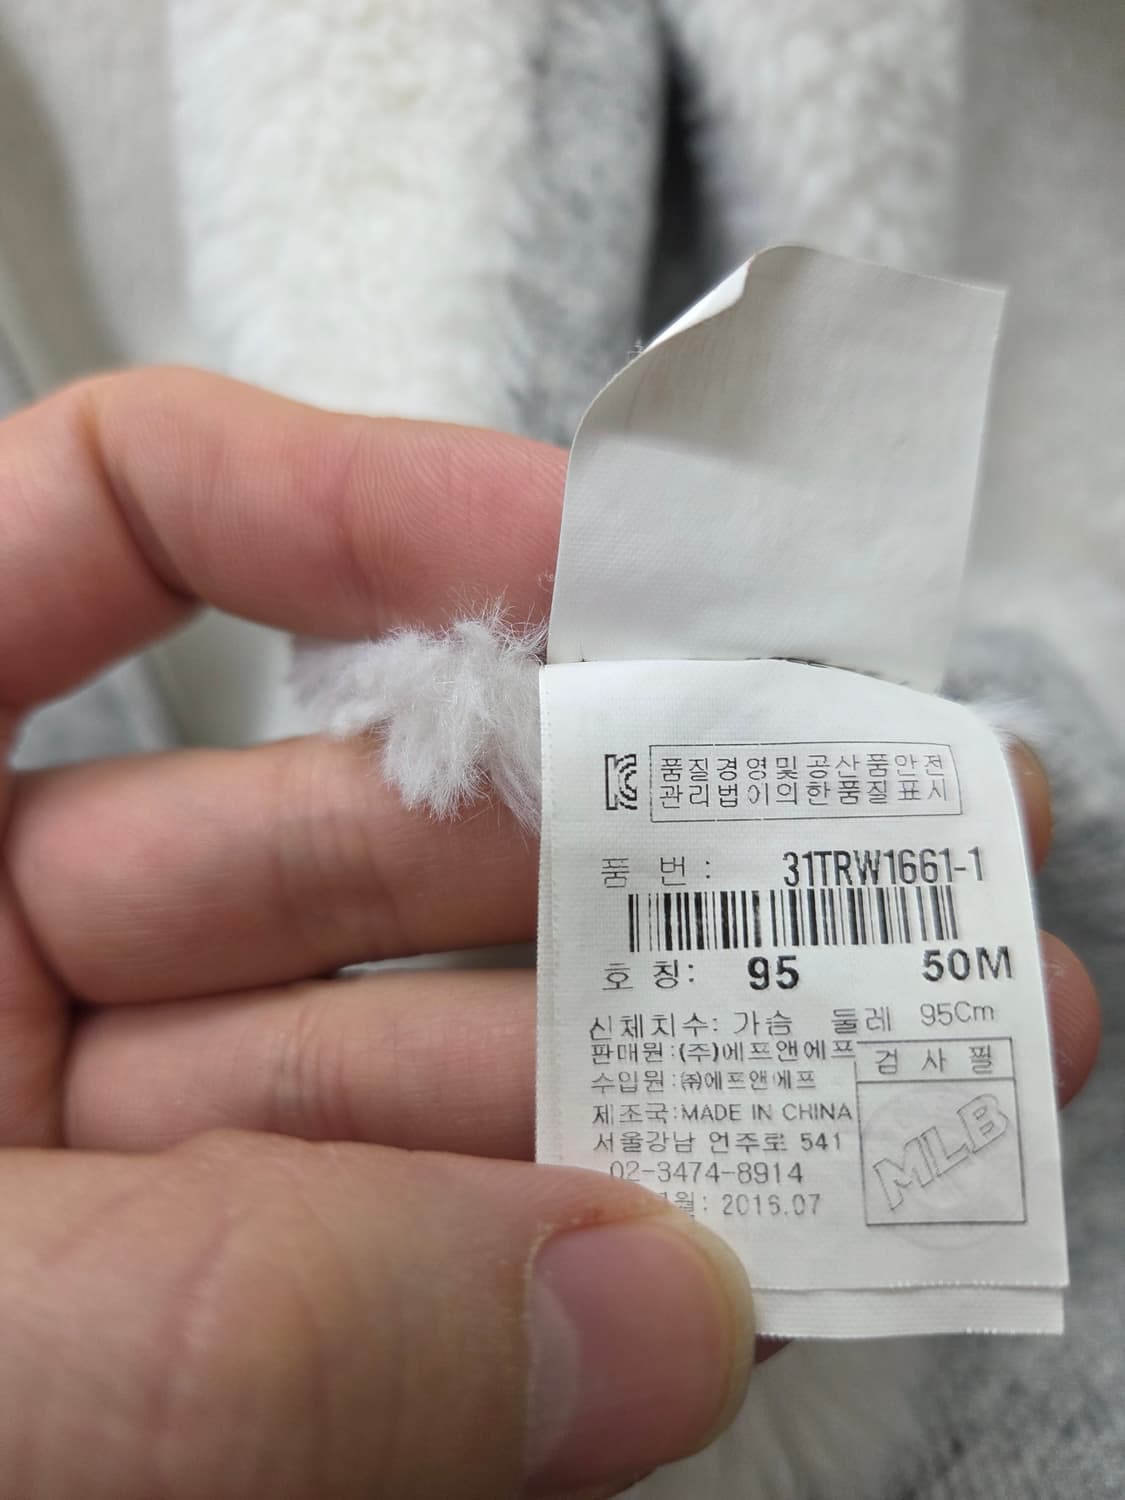 품질경영및공산품안전
관리법이의한품질표시
품 번 : 31TRW1661-1
호 칭: 95 50M
신체치수: 가슴 둘레 95Cm
판매원:(주)에프앤에프
수입원:㈜에프앤에프
제조국:MADE IN CHINA
서울강남 언주로 541
02-3474-8914
월: 2016.07
검 사 필
MLB